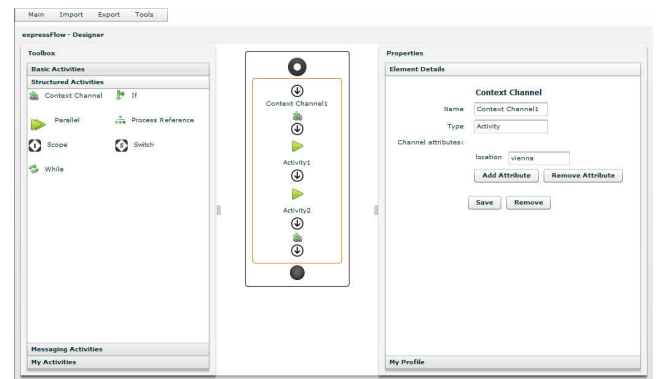 Main Import Export Tools
expressFlow - Designer
Toolbox
Basic Activities
Structured Activities
Context Channel If
Parallel Process Reference
Scope Switch
While
Messaging Activities
My Activities
Context Channel1
Activity1
Activity2
Properties
Element Details
Context Channel
Name Context Channel1
Type Activity
Channel attributes:
location vienna
Add Attribute Remove Attribute
Save Remove
My Profile